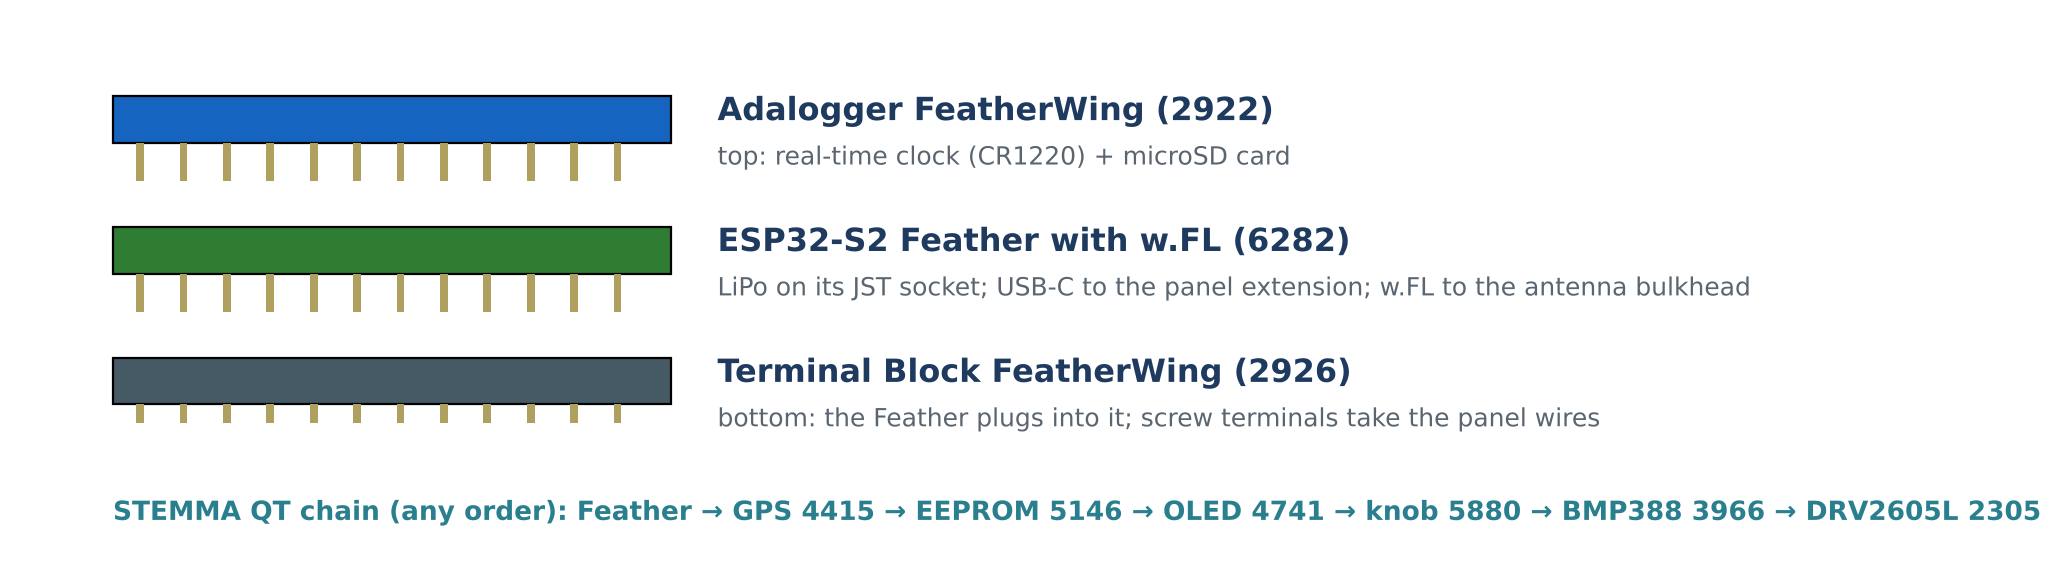 Adalogger FeatherWing (2922)
top: real-time clock (CR1220) + microSD card
ESP32-S2 Feather with w.FL (6282)
LiPo on its JST socket; USB-C to the panel extension; w.FL to the antenna bulkhead
Terminal Block FeatherWing (2926)
bottom: the Feather plugs into it; screw terminals take the panel wires
STEMMA QT chain (any order): Feather → GPS 4415 → EEPROM 5146 → OLED 4741 → knob 5880 → BMP388 3966 → DRV2605L 2305